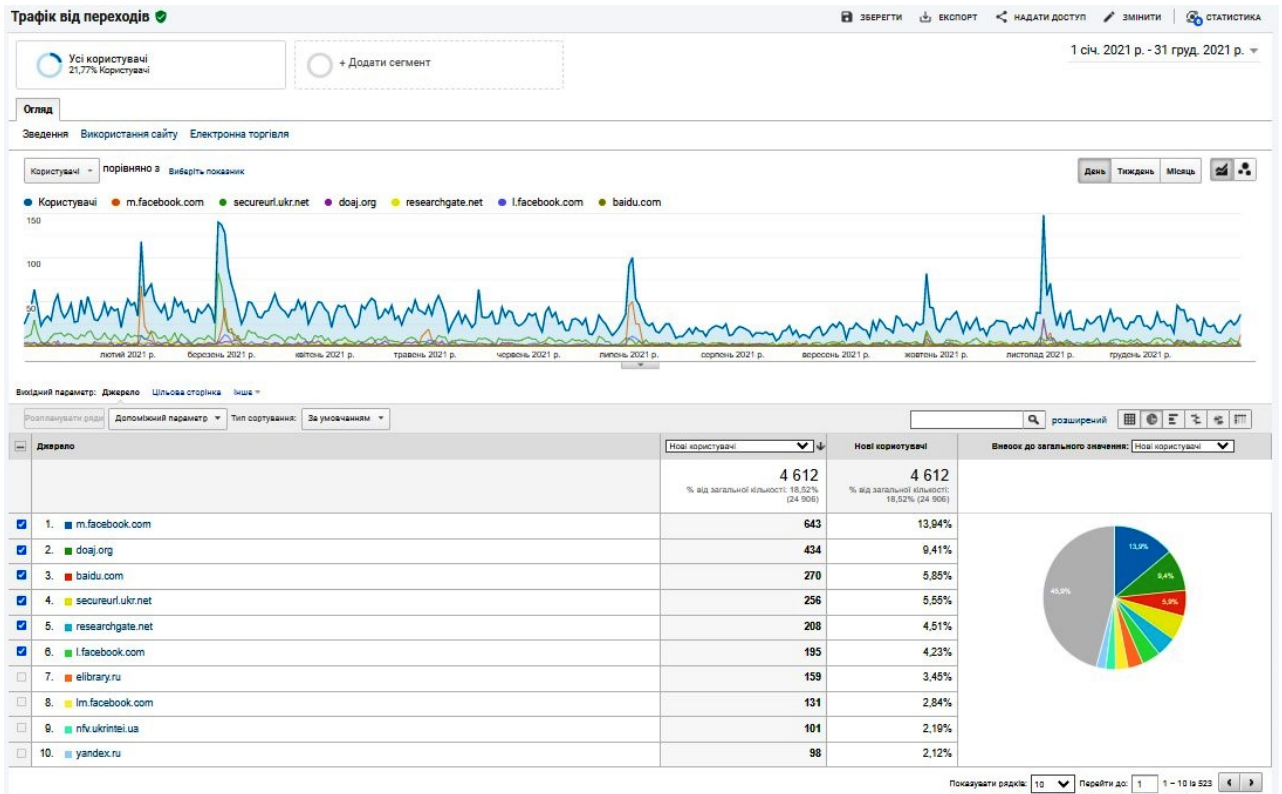 Трафік від переходів
ЗБЕРЕГТИ ЕКСПОРТ НАДАТИ ДОСТУП ЗМІНИТИ СТАТИСТИКА
Усі користувачі
21,77% Користувачі
+ Додати сегмент
1 січ. 2021 р. - 31 груд. 2021 р.
Огляд
Зведення Використання сайту Електронна торгівля
Користувачі порівняно з Виберіть показник
День Тиждень Місяць
Користувачі m.facebook.com secureurl.ukr.net doaj.org researchgate.net l.facebook.com baidu.com
150
100
50
лютий 2021 р. березень 2021 р. квітень 2021 р. травень 2021 р. червень 2021 р. липень 2021 р. серпень 2021 р. вересень 2021 р. жовтень 2021 р. листопад 2021 р. грудень 2021 р.
Вихідний параметр: Джерело Цільова сторінка Інше
Розпланувати ряди Допоміжний параметр Тип сортування: За умовчанням
розширений
Джерело Нові користувачі Нові користувачі Внесок до загального значення: Нові користувачі
4 612 4 612
% від загальної кількості: 18,52% (24 906) % від загальної кількості: 18,52% (24 906)
1. m.facebook.com 643 13,94%
2. doaj.org 434 9,41%
3. baidu.com 270 5,85%
4. secureurl.ukr.net 256 5,55%
5. researchgate.net 208 4,51%
6. l.facebook.com 195 4,23%
7. elibrary.ru 159 3,45%
8. lm.facebook.com 131 2,84%
9. nfv.ukrintei.ua 101 2,19%
10. yandex.ru 98 2,12%
13,9%
9,4%
5,9%
45,9%
Показувати рядків: 10 Перейти до: 1 1 – 10 із 523